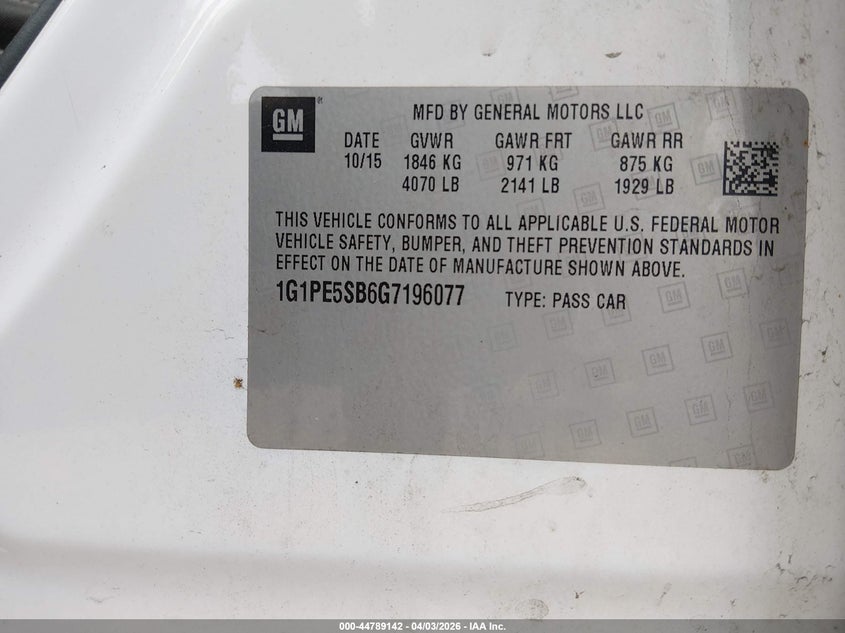 GM ® MFD BY GENERAL MOTORS LLC
DATE GVWR GAWR FRT GAWR RR
10/15 1846 KG 971 KG 875 KG
4070 LB 2141 LB 1929 LB
THIS VEHICLE CONFORMS TO ALL APPLICABLE U.S. FEDERAL MOTOR
VEHICLE SAFETY, BUMPER, AND THEFT PREVENTION STANDARDS IN
EFFECT ON THE DATE OF MANUFACTURE SHOWN ABOVE.
1G1PE5SB6G7196077 TYPE: PASS CAR
000-44789142 - 04/03/2026 - IAA Inc.